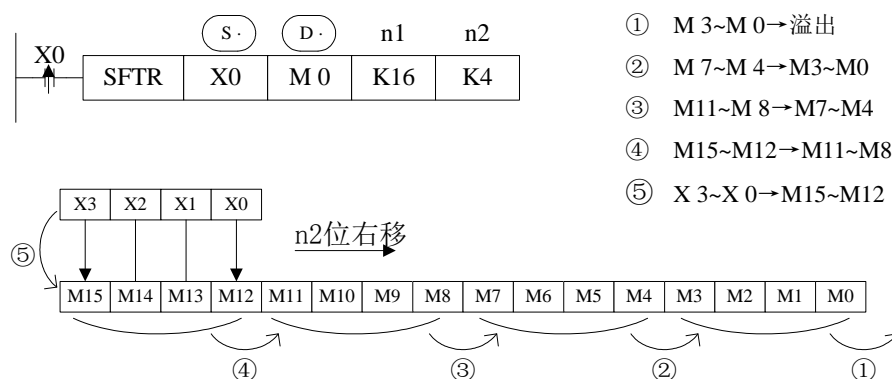 S · D · n1 n2
X0
SFTR X0 M 0 K16 K4
① M 3~M 0→溢出
② M 7~M 4→M3~M0
③ M11~M 8→M7~M4
④ M15~M12→M11~M8
⑤ X 3~X 0→M15~M12
X3 X2 X1 X0
n2位右移
⑤
M15 M14 M13 M12 M11 M10 M9 M8 M7 M6 M5 M4 M3 M2 M1 M0
④ ③ ② ①